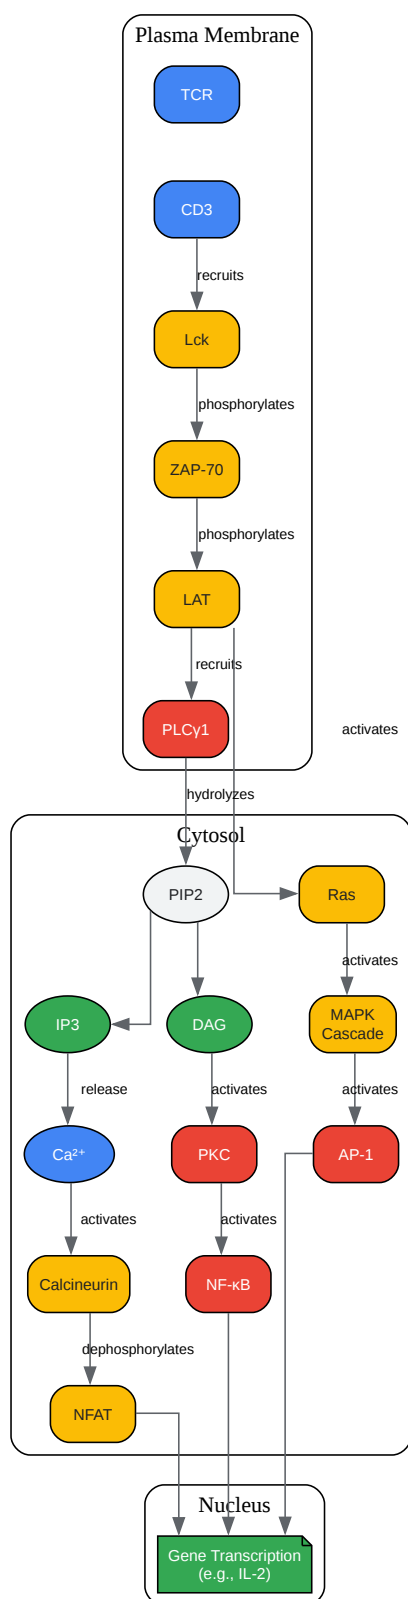 Plasma Membrane
TCR
CD3
recruits
Lck
phosphorylates
ZAP-70
phosphorylates
LAT
recruits
PLCγ1
activates
hydrolyzes
Cytosol
PIP2
Ras
activates
IP3
DAG
MAPK
Cascade
release
activates
activates
Ca²⁺
PKC
AP-1
activates
activates
Calcineurin
NF-κB
dephosphorylates
NFAT
Nucleus
Gene Transcription
(e.g., IL-2)